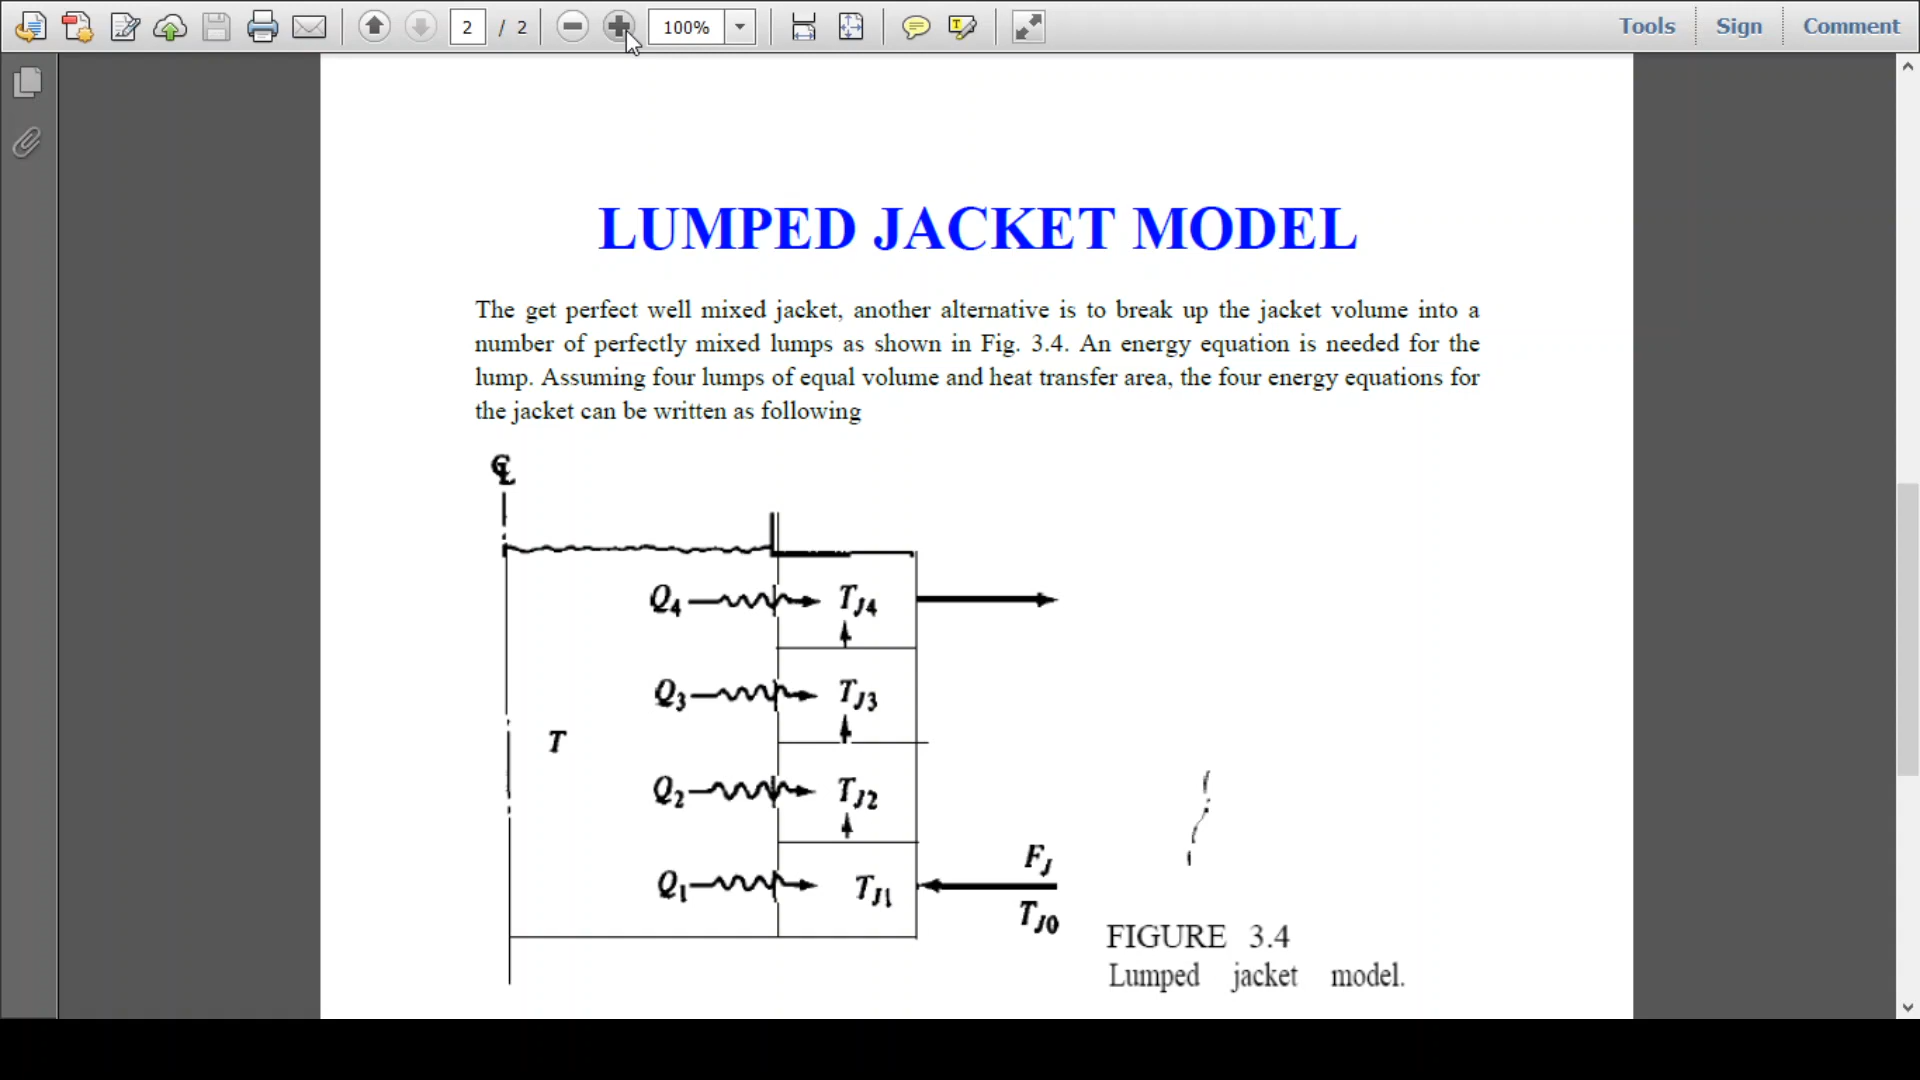 2 / 2 100% Tools Sign Comment
LUMPED JACKET MODEL
The get perfect well mixed jacket, another alternative is to break up the jacket volume into a
number of perfectly mixed lumps as shown in Fig. 3.4. An energy equation is needed for the
lump. Assuming four lumps of equal volume and heat transfer area, the four energy equations for
the jacket can be written as following
℄
Q4 TJ4
Q3 TJ3
T
Q2 TJ2
FJ
Q1 TJ1
TJ0
FIGURE 3.4
Lumped jacket model.